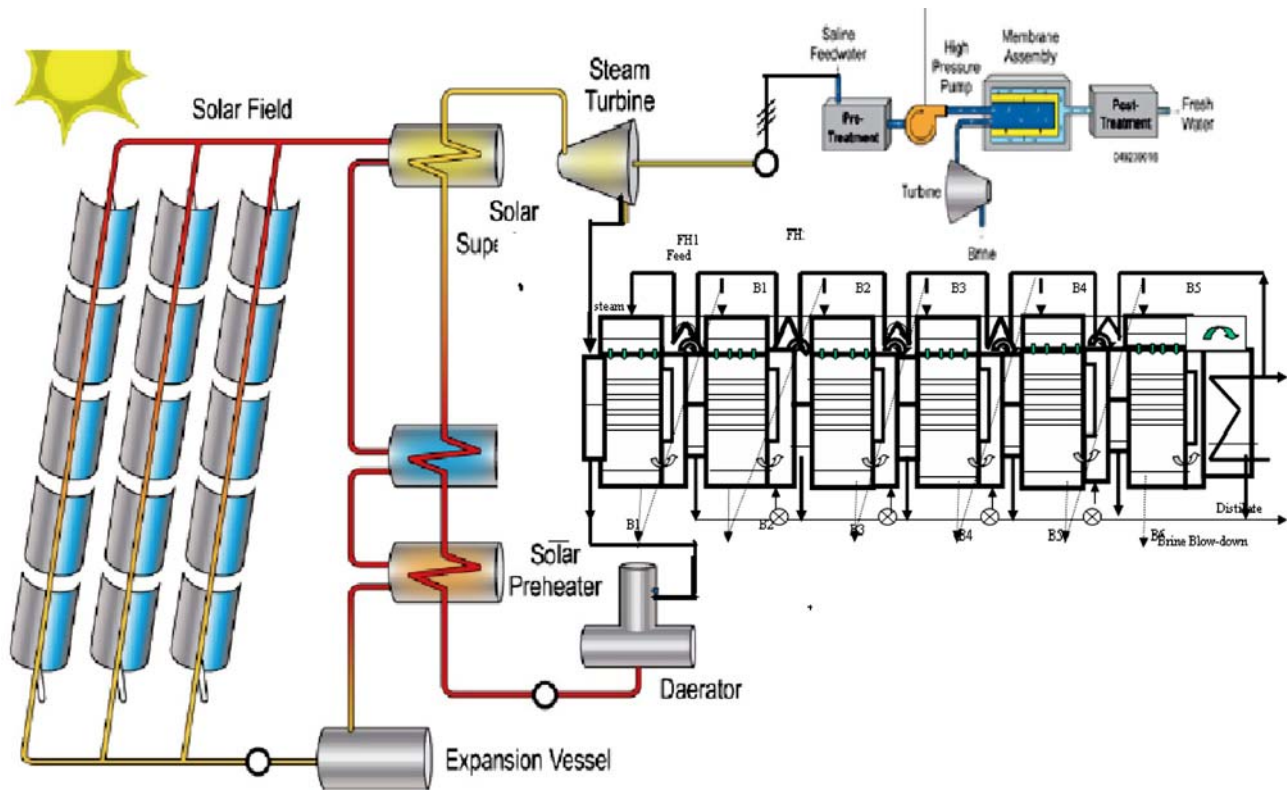 Solar Field
Steam
Turbine
Saline
Feedwater
High
Pressure
Pump
Membrane
Assembly
Pre-
Treatment
Post-
Treatment
Fresh
Water
Turbine
Brine
Solar
Supe
FH1
Feed
FH
steam
B1
B2
B3
B4
B5
B1
B2
B3
B4
B5
B6
Distilate
Brine Blow-down
Solar
Preheater
Daerator
Expansion Vessel